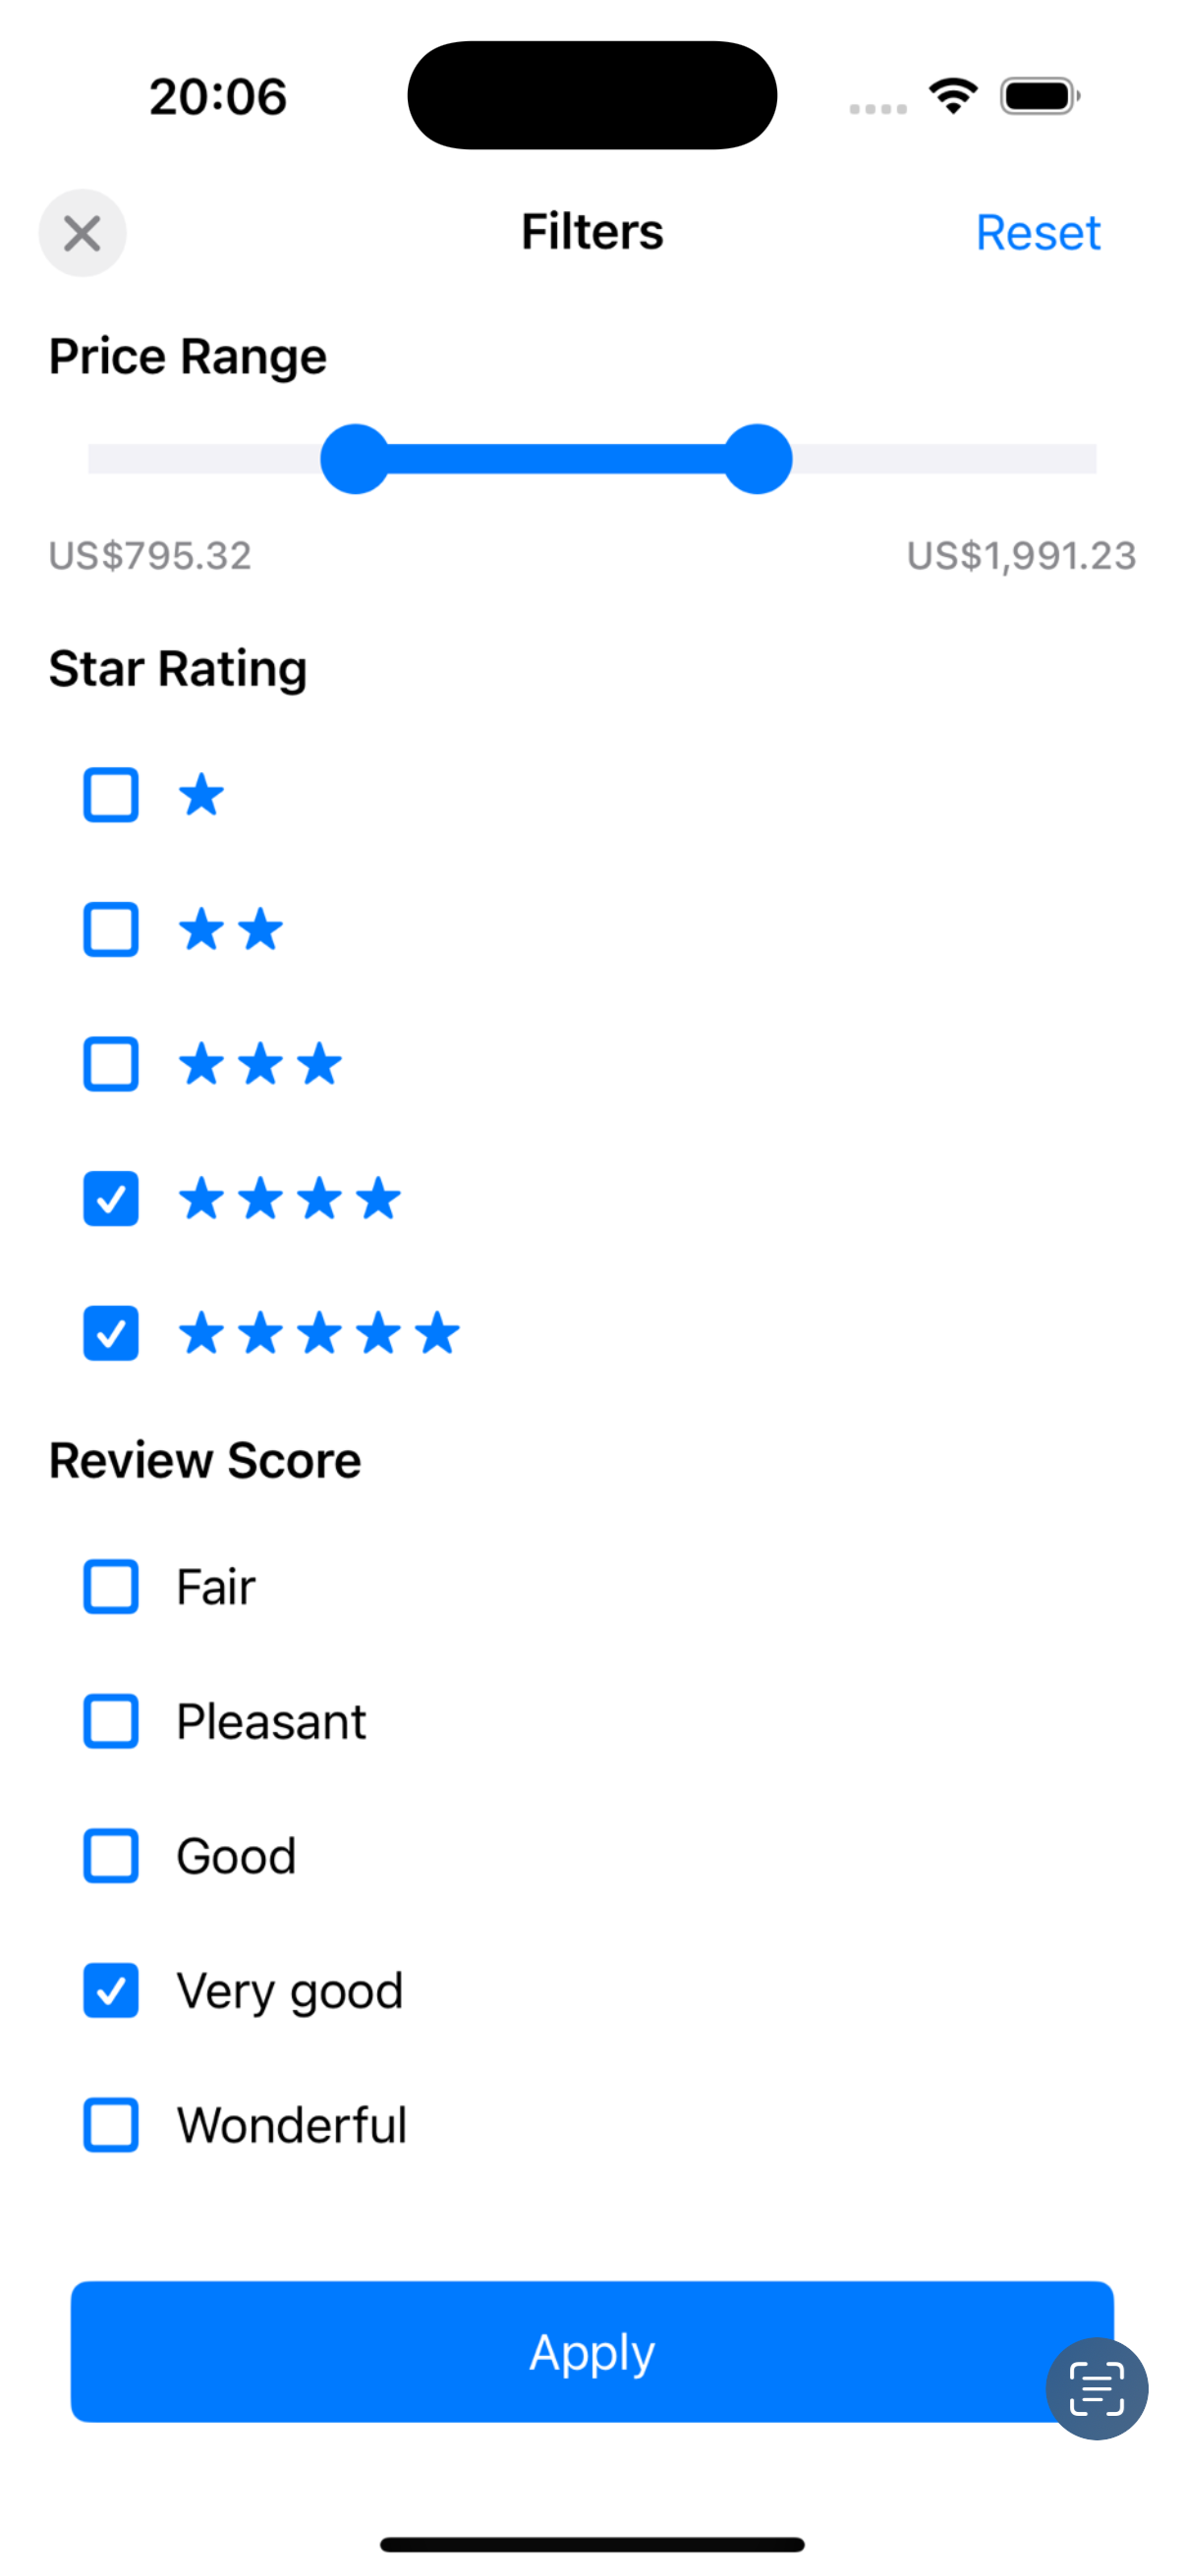 20:06
Filters
Reset
Price Range
US$795.32
US$1,991.23
Star Rating
Review Score
Fair
Pleasant
Good
Very good
Wonderful
Apply